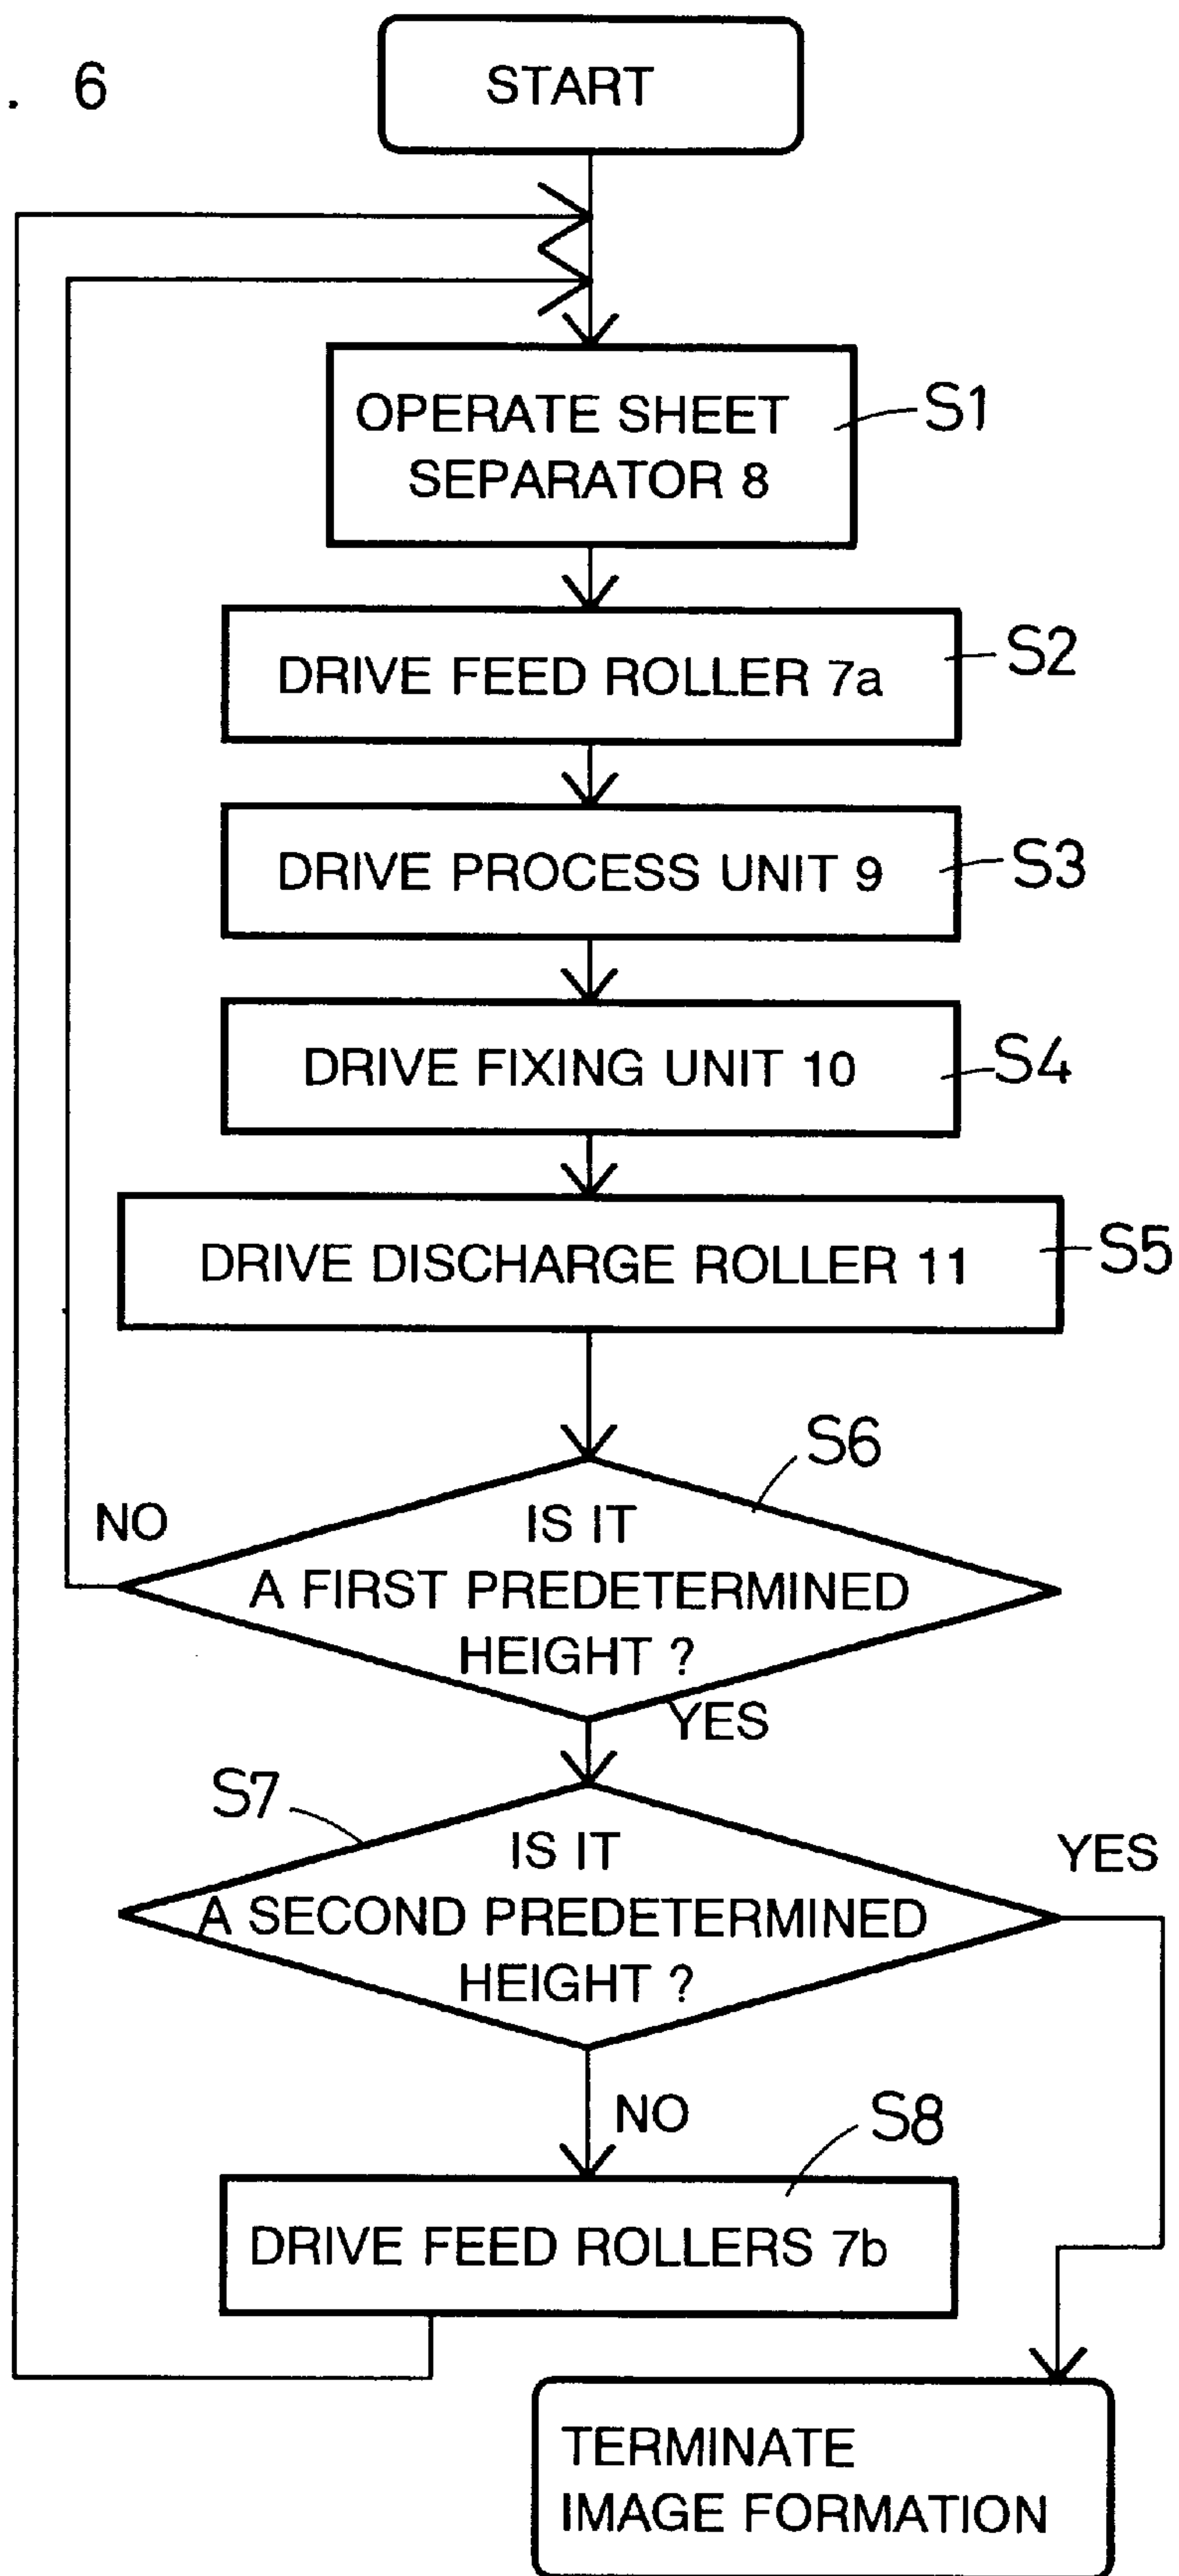 . 6
START
OPERATE SHEET
SEPARATOR 8
S1
DRIVE FEED ROLLER 7a
S2
DRIVE PROCESS UNIT 9
S3
DRIVE FIXING UNIT 10
S4
DRIVE DISCHARGE ROLLER 11
S5
S6
NO
IS IT
A FIRST PREDETERMINED
HEIGHT ?
YES
S7
IS IT
YES
A SECOND PREDETERMINED
HEIGHT ?
NO
S8
DRIVE FEED ROLLERS 7b
TERMINATE
IMAGE FORMATION